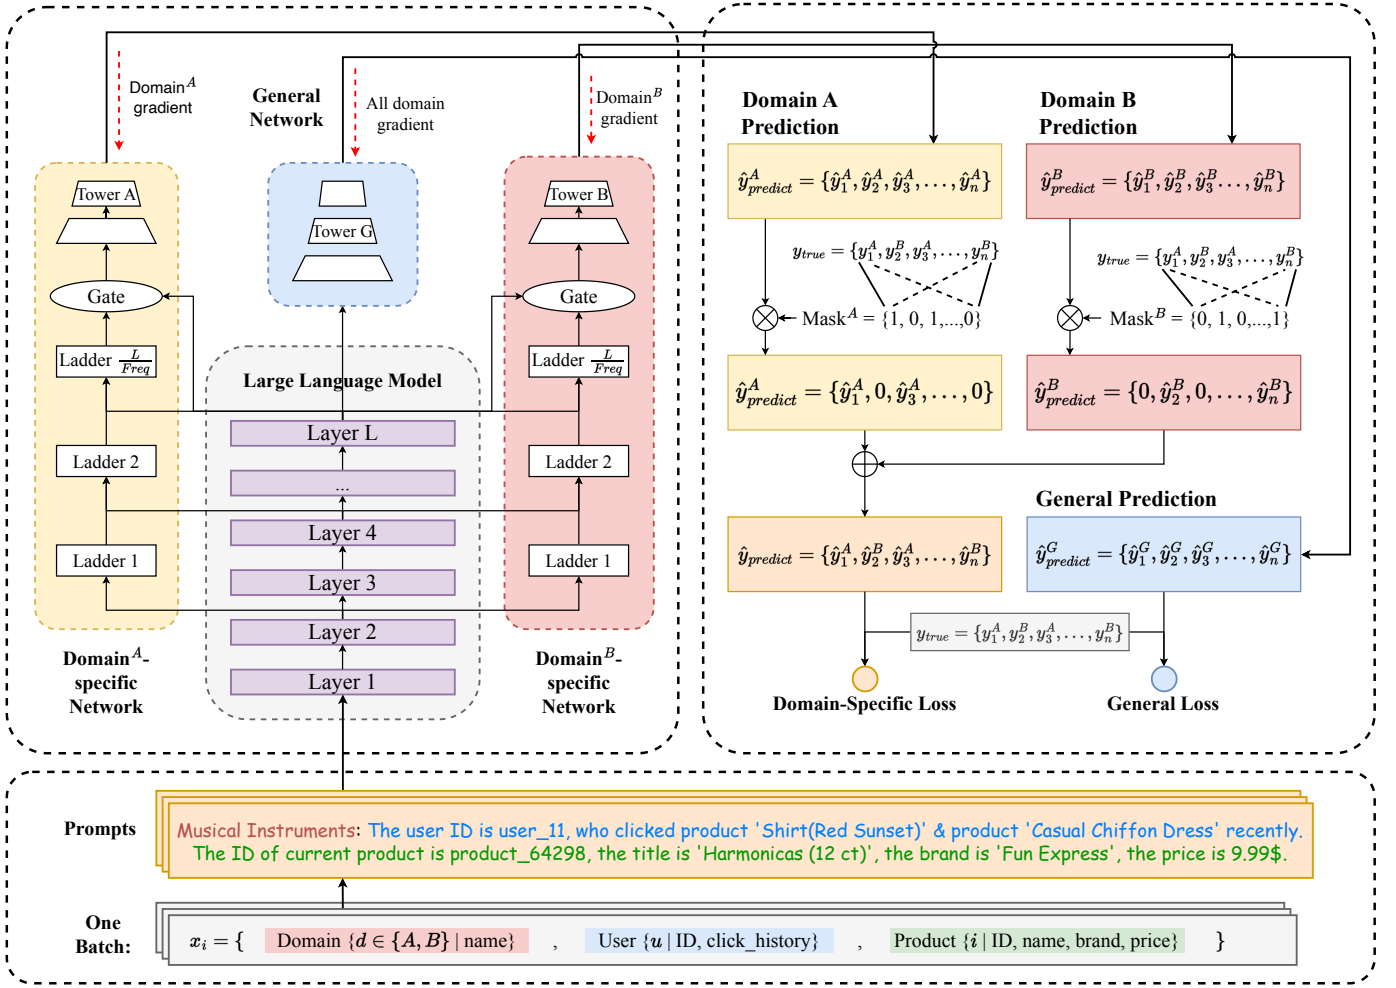 Domain^A
gradient
General
Network
All domain
gradient
Domain^B
gradient
Tower A
Tower G
Tower B
Gate
Gate
Ladder L/Freq
Ladder L/Freq
Large Language Model
Layer L
Ladder 2
...
Ladder 2
Layer 4
Ladder 1
Layer 3
Ladder 1
Layer 2
Layer 1
Domain^A-
specific
Network
Domain^B-
specific
Network
Domain A
Prediction
Domain B
Prediction
ŷ^A_predict = {ŷ^A_1, ŷ^A_2, ŷ^A_3, . . . , ŷ^A_n}
ŷ^B_predict = {ŷ^B_1, ŷ^B_2, ŷ^B_3 . . . , ŷ^B_n}
y_true = {y^A_1, y^B_2, y^A_3, . . . , y^B_n}
y_true = {y^A_1, y^B_2, y^A_3, . . . , y^B_n}
Mask^A = {1, 0, 1,...,0}
Mask^B = {0, 1, 0,...,1}
ŷ^A_predict = {ŷ^A_1, 0, ŷ^A_3, . . . , 0}
ŷ^B_predict = {0, ŷ^B_2, 0, . . . , ŷ^B_n}
General Prediction
ŷ_predict = {ŷ^A_1, ŷ^B_2, ŷ^A_3, . . . , ŷ^B_n}
ŷ^G_predict = {ŷ^G_1, ŷ^G_2, ŷ^G_3, . . . , ŷ^G_n}
y_true = {y^A_1, y^B_2, y^A_3, . . . , y^B_n}
Domain-Specific Loss
General Loss
Prompts
Musical Instruments: The user ID is user_11, who clicked product 'Shirt(Red Sunset)' & product 'Casual Chiffon Dress' recently.
The ID of current product is product_64298, the title is 'Harmonicas (12 ct)', the brand is 'Fun Express', the price is 9.99$.
One
Batch:
x_i = { Domain {d ∈ {A, B} | name} , User {u | ID, click_history} , Product {i | ID, name, brand, price} }